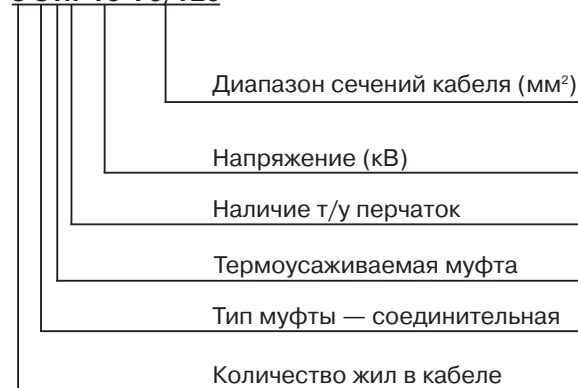 Диапазон сечений кабеля (мм²)
Напряжение (кВ)
Наличие т/у перчаток
Термоусаживаемая муфта
Тип муфты — соединительная
Количество жил в кабеле